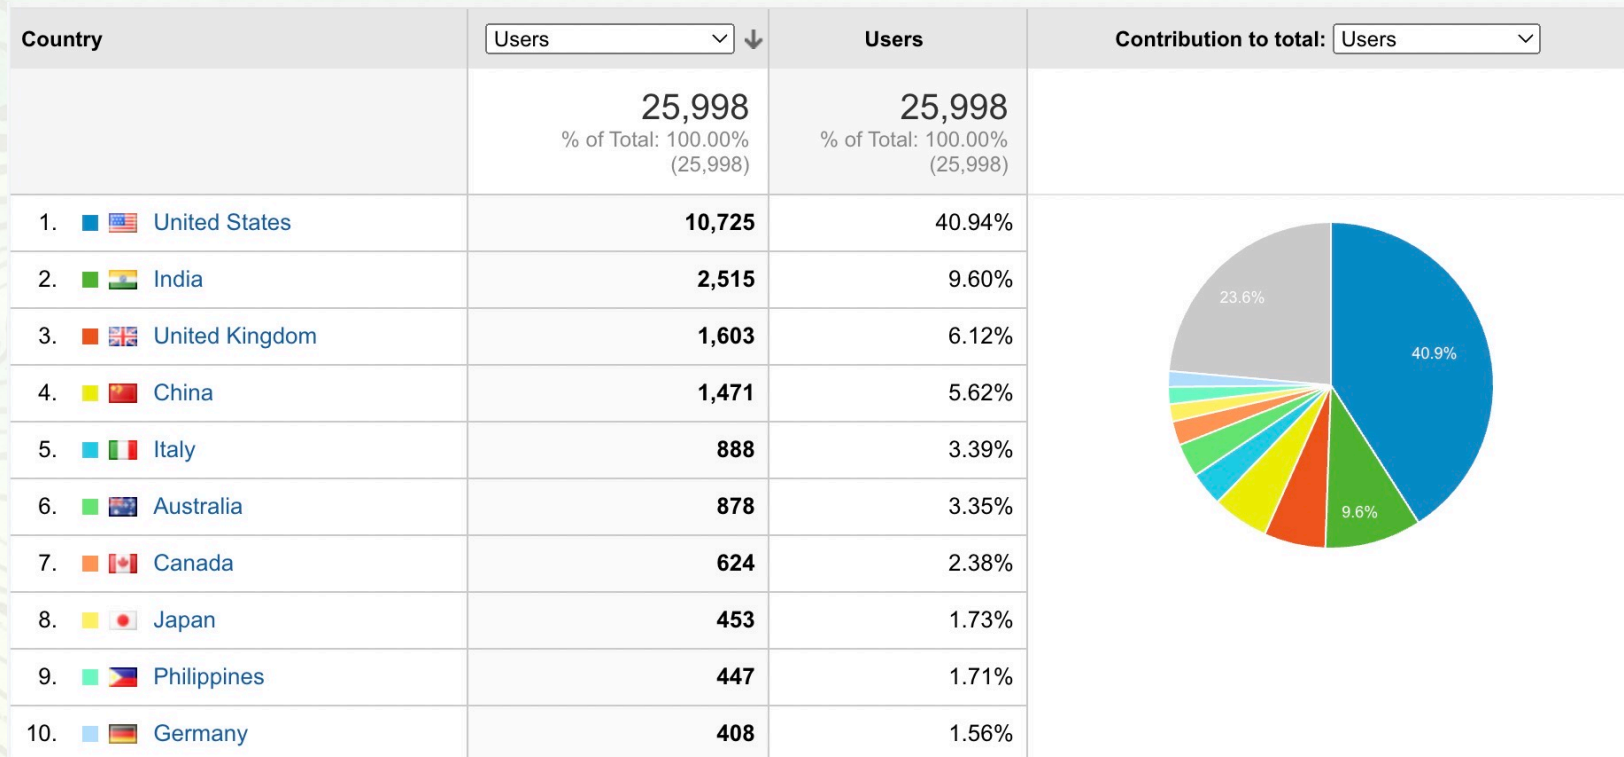 Country Users Users Contribution to total: Users
25,998 25,998
% of Total: 100.00% % of Total: 100.00%
(25,998) (25,998)
1. United States 10,725 40.94%
2. India 2,515 9.60%
3. United Kingdom 1,603 6.12%
4. China 1,471 5.62%
5. Italy 888 3.39%
6. Australia 878 3.35%
7. Canada 624 2.38%
8. Japan 453 1.73%
9. Philippines 447 1.71%
10. Germany 408 1.56%
23.6%
40.9%
9.6%